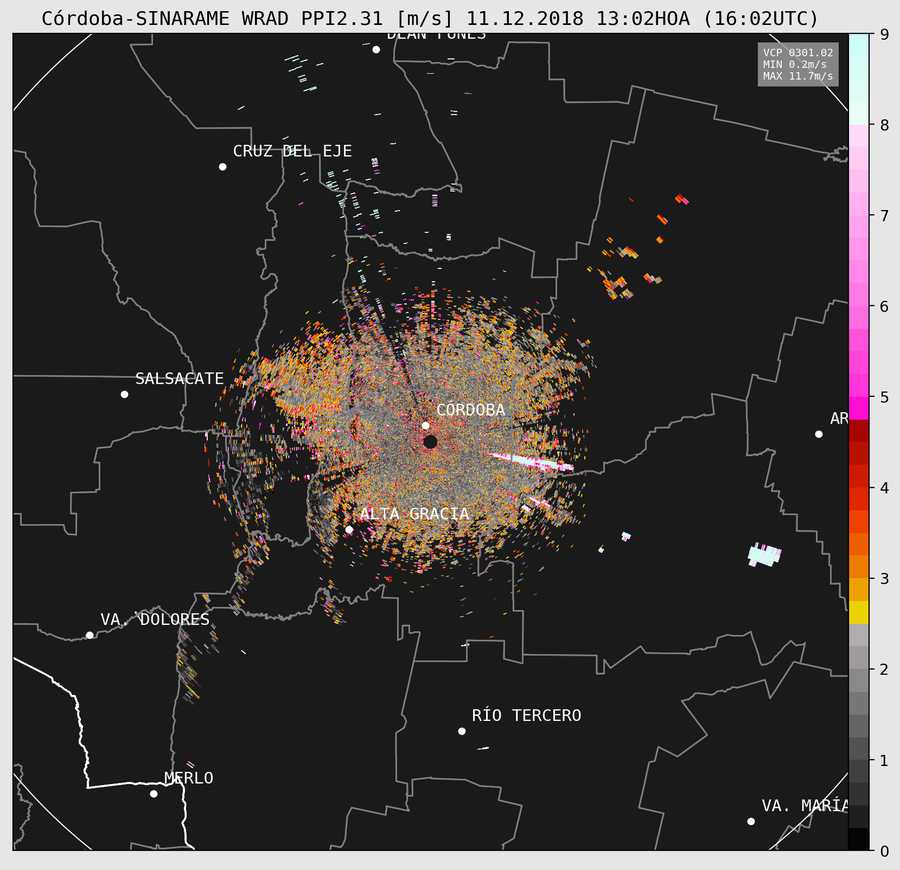 Córdoba-SINARAME WRAD PPI2.31 [m/s] 11.12.2018 13:02HOA (16:02UTC)
DEAN FUNES
VCP 0301.02
MIN 0.2m/s
MAX 11.7m/s
CRUZ DEL EJE
SALSACATE
CÓRDOBA
AR
ALTA GRACIA
VA. DOLORES
RÍO TERCERO
MERLO
VA. MARÍA
9
8
7
6
5
4
3
2
1
0